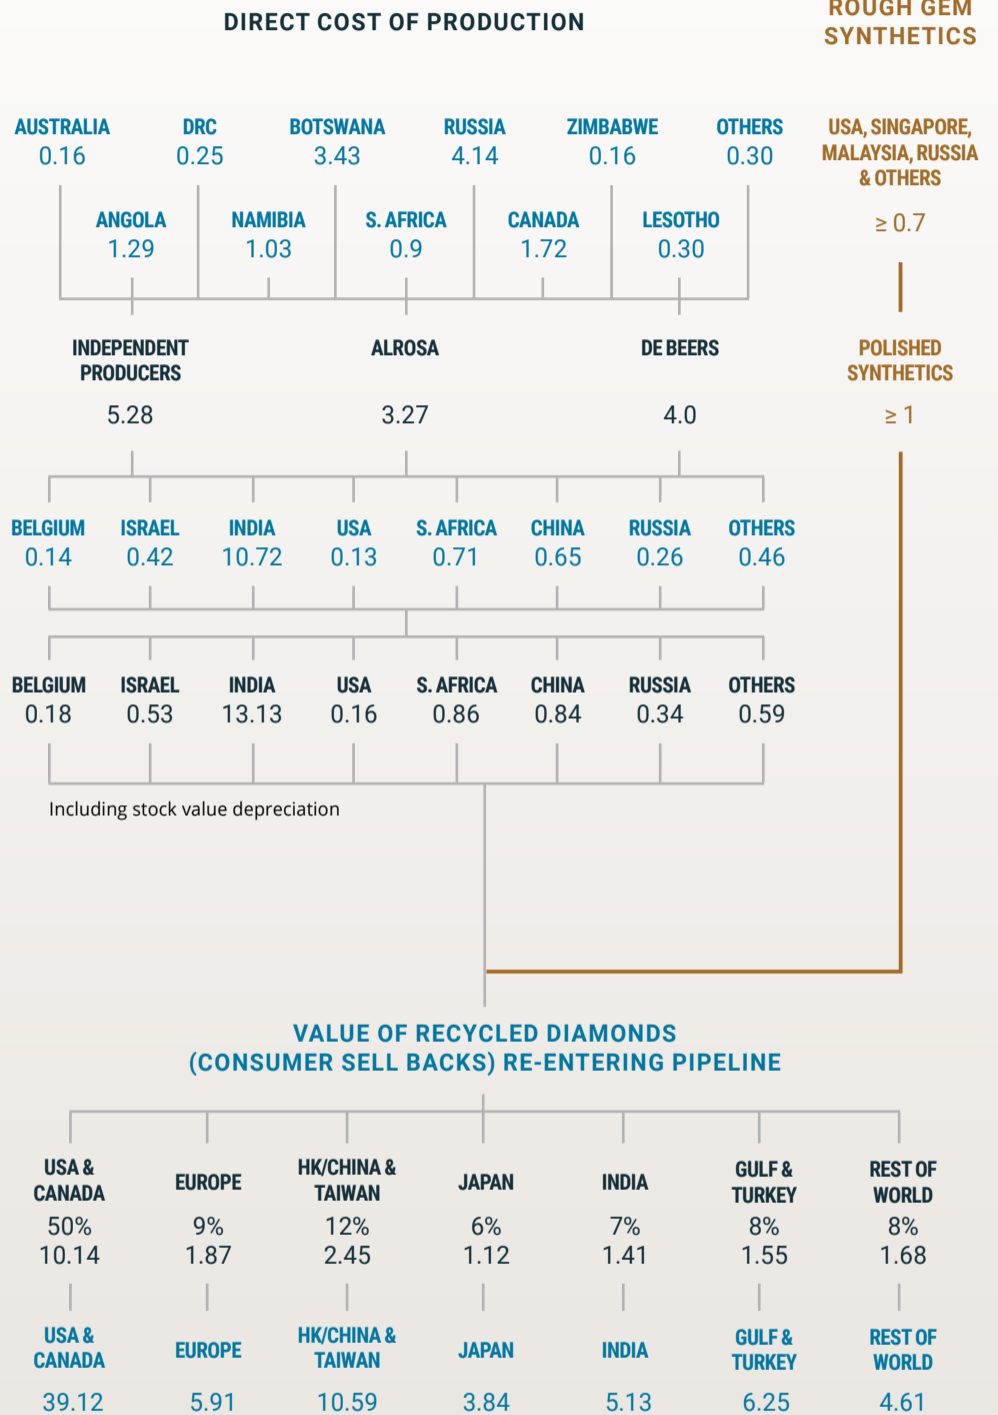 DIRECT COST OF PRODUCTION
ROUGH GEM
SYNTHETICS
AUSTRALIA DRC BOTSWANA RUSSIA ZIMBABWE OTHERS
0.16 0.25 3.43 4.14 0.16 0.30
USA, SINGAPORE,
MALAYSIA, RUSSIA
& OTHERS
≥ 0.7
ANGOLA NAMIBIA S. AFRICA CANADA LESOTHO
1.29 1.03 0.9 1.72 0.30
INDEPENDENT
PRODUCERS
5.28
ALROSA
3.27
DE BEERS
4.0
POLISHED
SYNTHETICS
≥ 1
BELGIUM ISRAEL INDIA USA S. AFRICA CHINA RUSSIA OTHERS
0.14 0.42 10.72 0.13 0.71 0.65 0.26 0.46
BELGIUM ISRAEL INDIA USA S. AFRICA CHINA RUSSIA OTHERS
0.18 0.53 13.13 0.16 0.86 0.84 0.34 0.59
Including stock value depreciation
VALUE OF RECYCLED DIAMONDS
(CONSUMER SELL BACKS) RE-ENTERING PIPELINE
USA &
CANADA
50%
10.14
EUROPE
9%
1.87
HK/CHINA &
TAIWAN
12%
2.45
JAPAN
6%
1.12
INDIA
7%
1.41
GULF &
TURKEY
8%
1.55
REST OF
WORLD
8%
1.68
USA &
CANADA
39.12
EUROPE
5.91
HK/CHINA &
TAIWAN
10.59
JAPAN
3.84
INDIA
5.13
GULF &
TURKEY
6.25
REST OF
WORLD
4.61